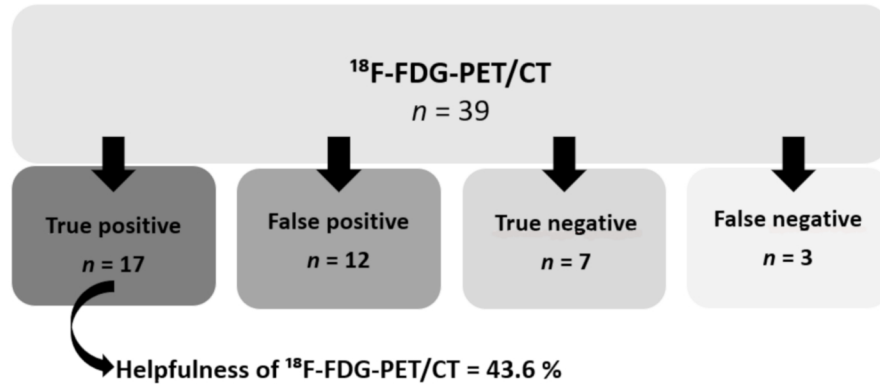 ¹⁸F-FDG-PET/CT
n = 39
True positive
n = 17
False positive
n = 12
True negative
n = 7
False negative
n = 3
Helpfulness of ¹⁸F-FDG-PET/CT = 43.6 %